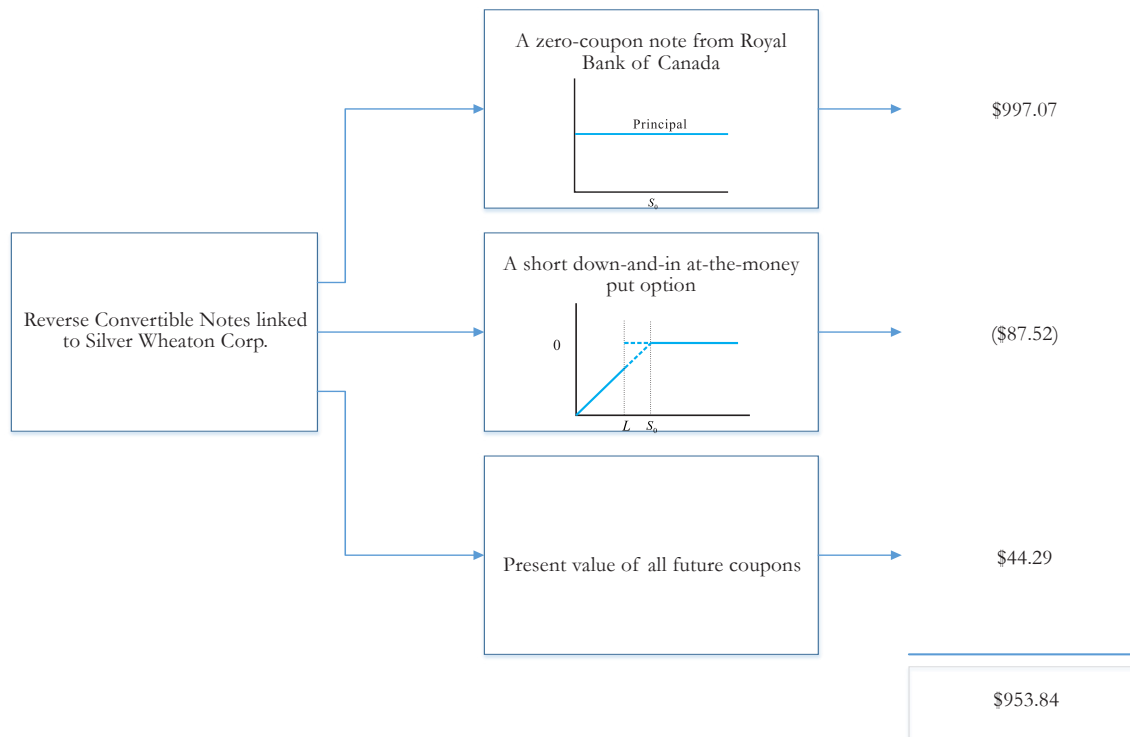 A zero-coupon note from Royal
Bank of Canada
Principal
S₀
$997.07
Reverse Convertible Notes linked
to Silver Wheaton Corp.
A short down-and-in at-the-money
put option
0
L S₀
($87.52)
Present value of all future coupons
$44.29
$953.84